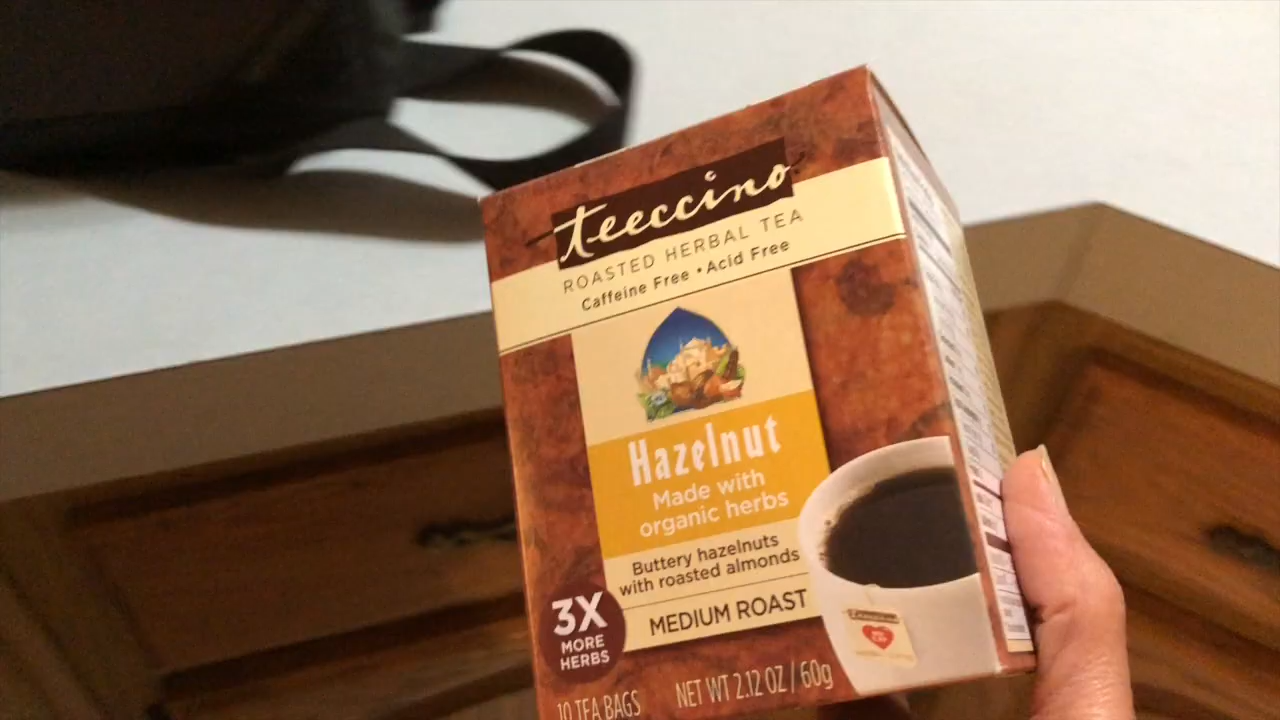 teeccino
ROASTED HERBAL TEA
Caffeine Free • Acid Free
Hazelnut
Made with
organic herbs
Buttery hazelnuts
with roasted almonds
MEDIUM ROAST
3X
MORE
HERBS
10 TEA BAGS
NET WT 2.12 OZ / 60g